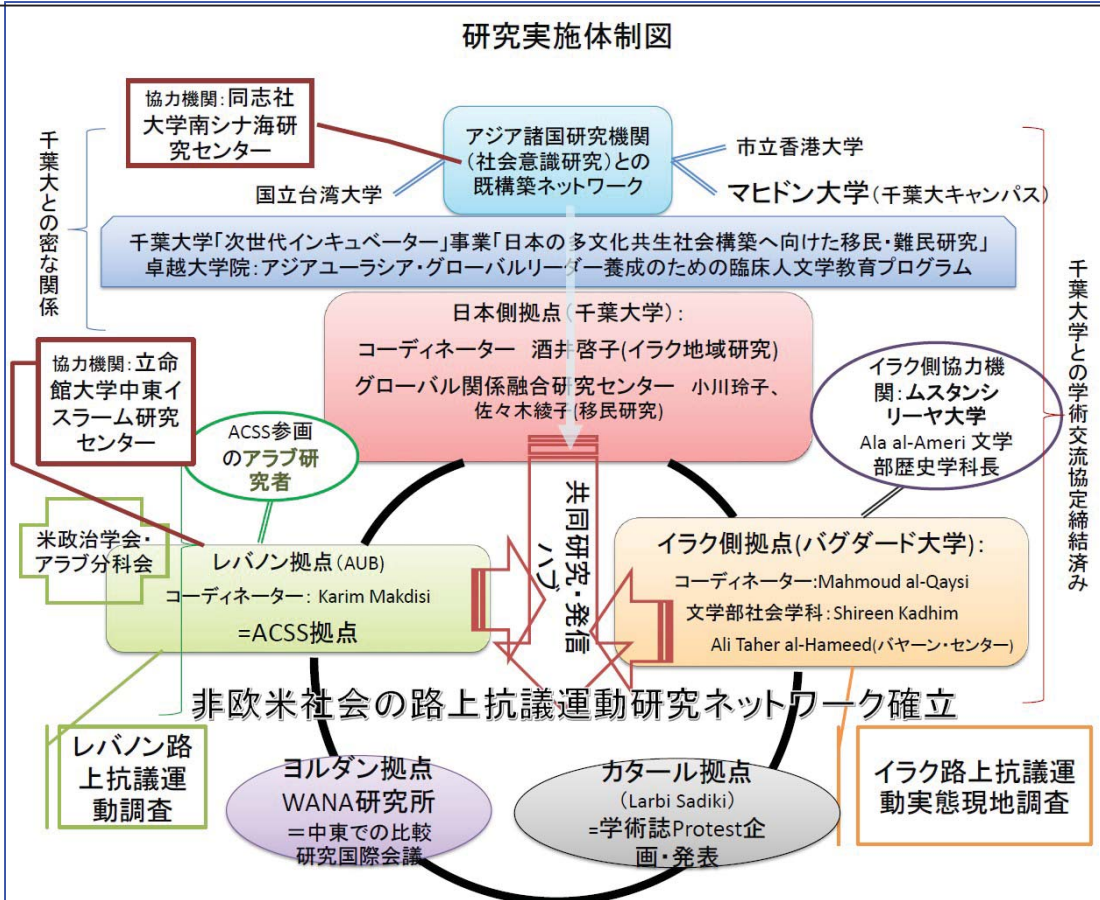 研究実施体制図
協力機関：同志社
大学南シナ海研
究センター
アジア諸国研究機関
（社会意識研究）との
既構築ネットワーク
市立香港大学
国立台湾大学
マヒドン大学（千葉大キャンパス）
千葉大との密な関係
千葉大学「次世代インキュベーター」事業「日本の多文化共生社会構築へ向けた移民・難民研究」
卓越大学院：アジアユーラシア・グローバルリーダー養成のための臨床人文学教育プログラム
千葉大学との学術交流協定締結済み
日本側拠点（千葉大学）：
コーディネーター 酒井啓子(イラク地域研究)
グローバル関係融合研究センター 小川玲子、
佐々木綾子(移民研究)
協力機関：立命
館大学中東イ
スラーム研究
センター
ACSS参画
のアラブ研
究者
イラク側協力機
関：ムスタンシ
リーヤ大学
Ala al-Ameri 文学
部歴史学科長
共同研究・発信
ハブ
米政治学会・
アラブ分科会
レバノン拠点(AUB)
コーディネーター： Karim Makdisi
=ACSS拠点
イラク側拠点(バグダード大学)：
コーディネーター:Mahmoud al-Qaysi
文学部社会学科：Shireen Kadhim
Ali Taher al-Hameed(バヤーン・センター)
非欧米社会の路上抗議運動研究ネットワーク確立
レバノン路
上抗議運
動調査
ヨルダン拠点
WANA研究所
＝中東での比較
研究国際会議
カタール拠点
(Larbi Sadiki)
=学術誌Protest企
画・発表
イラク路上抗議運
動実態現地調査